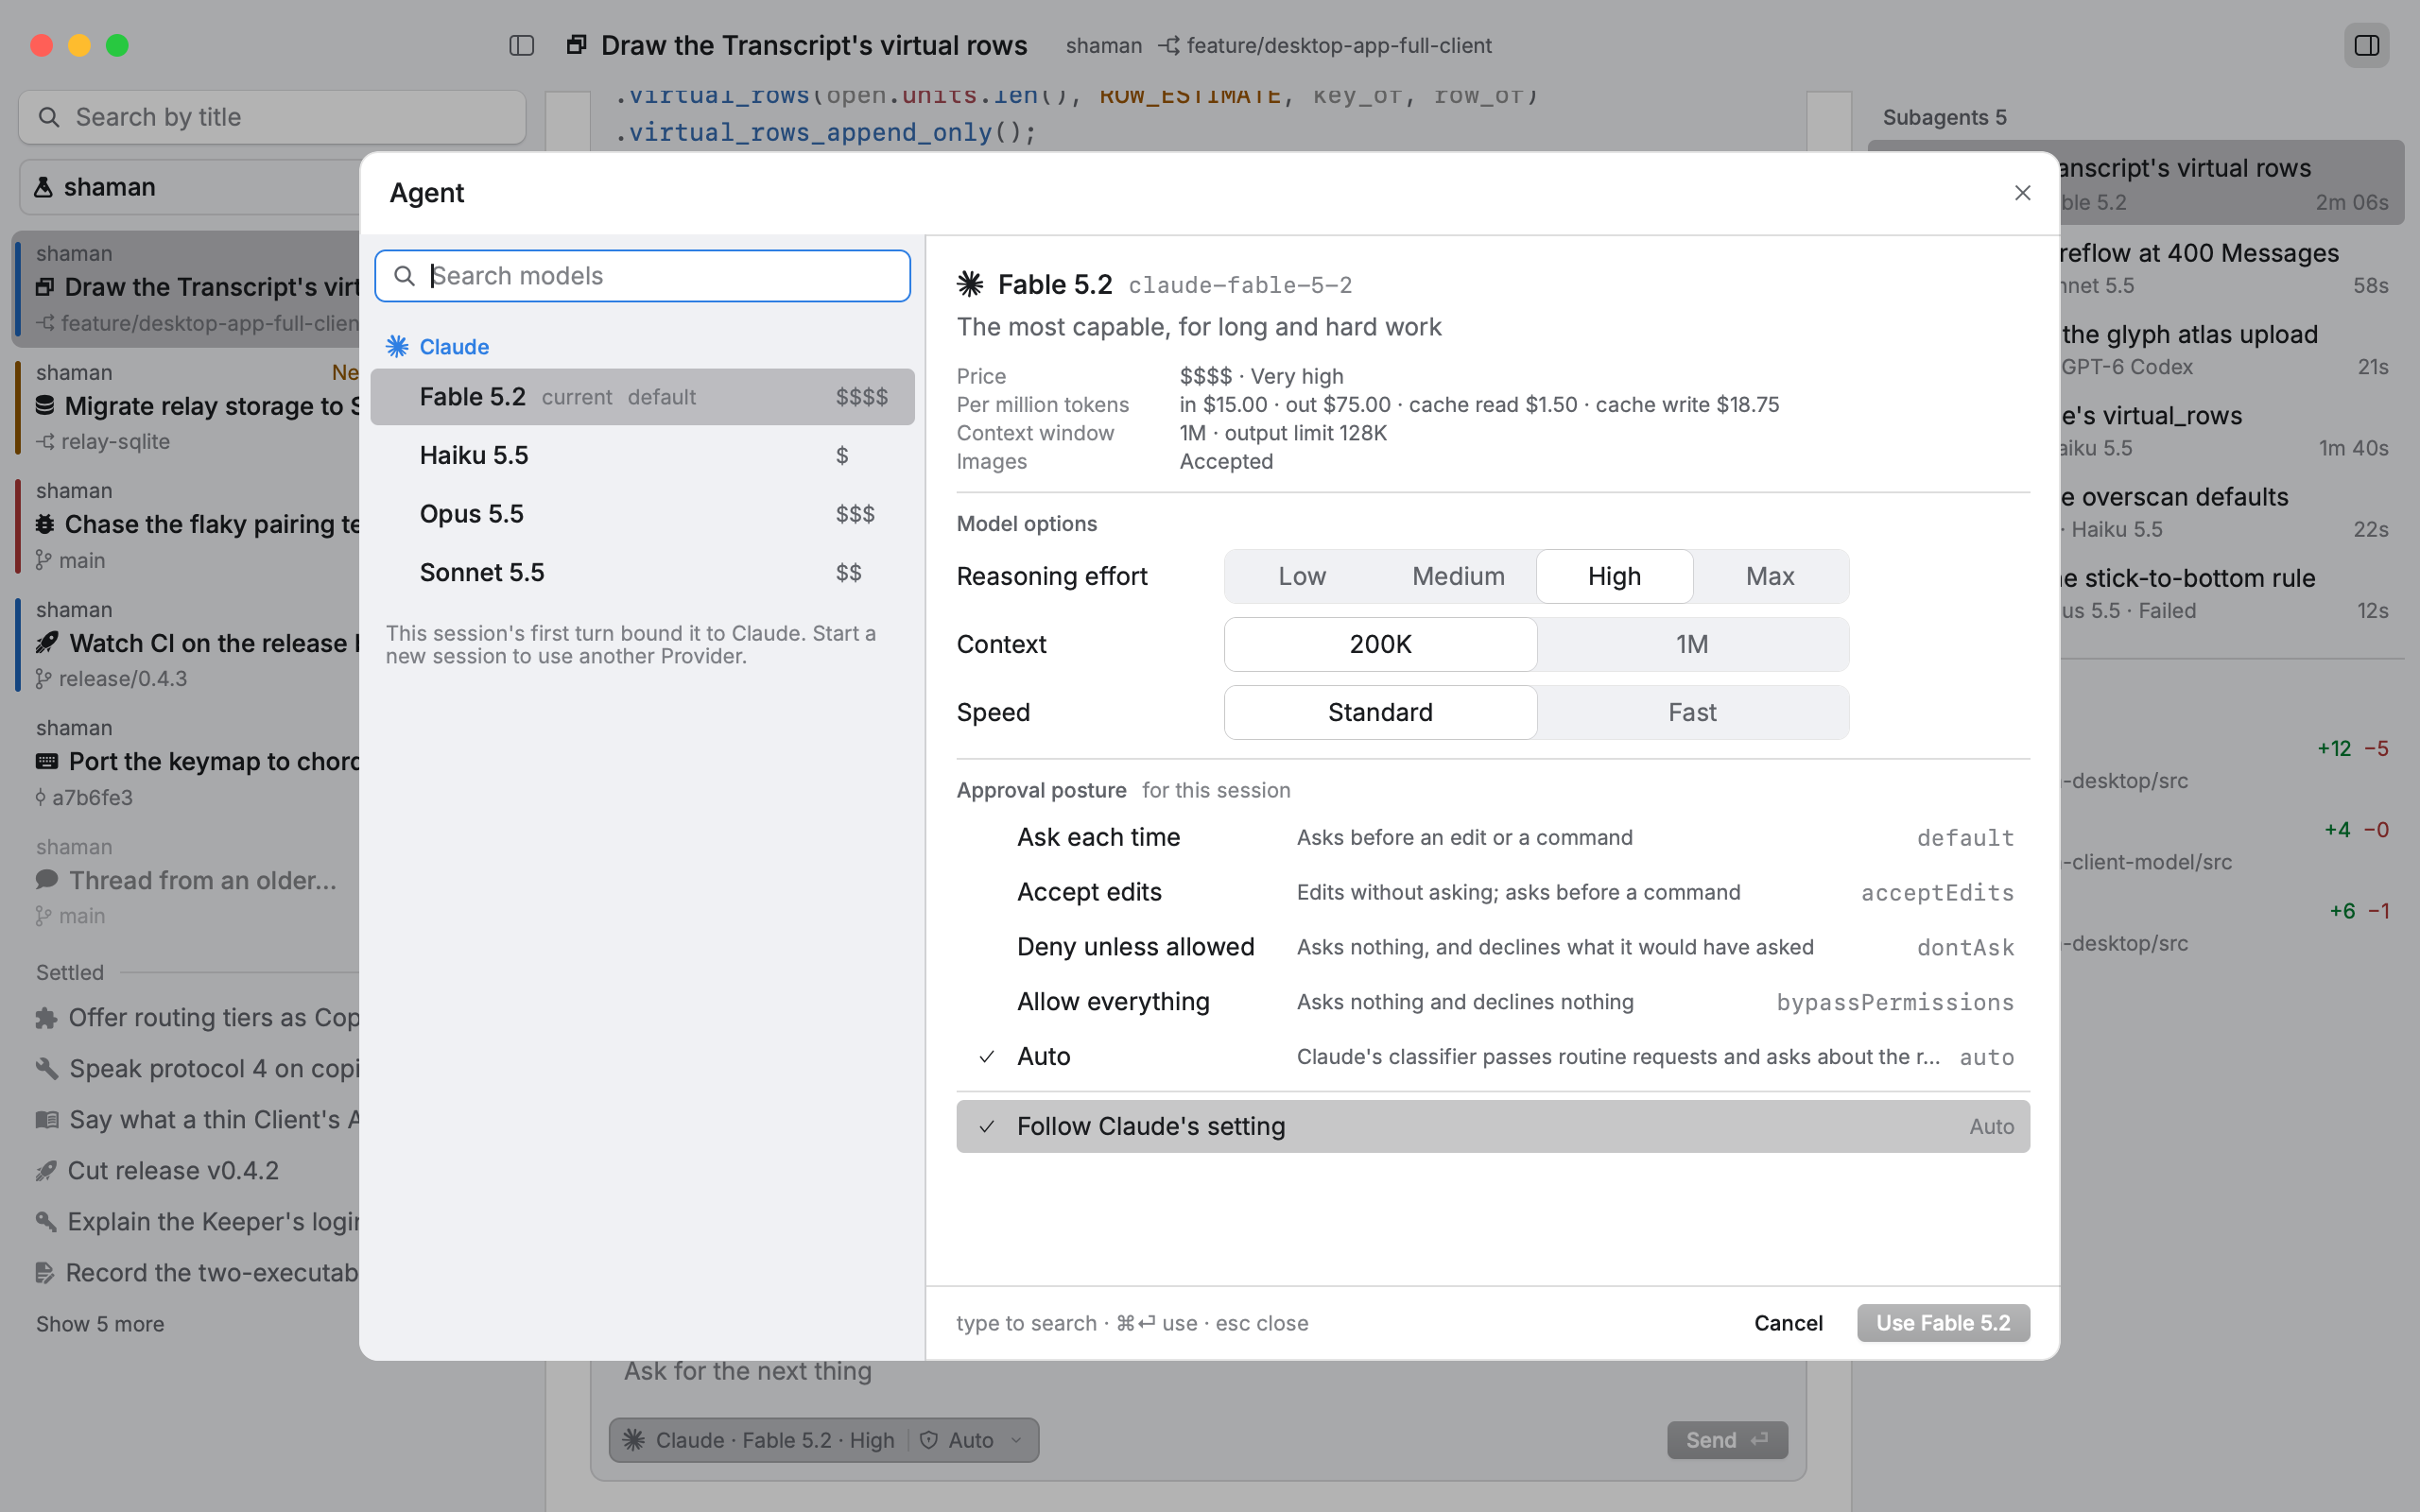 Draw the Transcript's virtual rows shaman feature/desktop-app-full-client
Search by title
shaman
shaman
Draw the Transcript's virt
feature/desktop-app-full-clien
shaman Ne
Migrate relay storage to S
relay-sqlite
shaman
Chase the flaky pairing te
main
shaman
Watch CI on the release b
release/0.4.3
shaman
Port the keymap to chord
a7b6fe3
shaman
Thread from an older...
main
Settled
Offer routing tiers as Cop
Speak protocol 4 on copi
Say what a thin Client's A
Cut release v0.4.2
Explain the Keeper's login
Record the two-executab
Show 5 more
.virtual_rows(open.units.len(), ROW_ESTIMATE, key_of, row_of)
.virtual_rows_append_only();
Agent
Search models
Claude
Fable 5.2 current default $$$$
Haiku 5.5 $
Opus 5.5 $$$
Sonnet 5.5 $$
This session's first turn bound it to Claude. Start a
new session to use another Provider.
Fable 5.2 claude-fable-5-2
The most capable, for long and hard work
Price $$$$ · Very high
Per million tokens in $15.00 · out $75.00 · cache read $1.50 · cache write $18.75
Context window 1M · output limit 128K
Images Accepted
Model options
Reasoning effort Low Medium High Max
Context 200K 1M
Speed Standard Fast
Approval posture for this session
Ask each time Asks before an edit or a command default
Accept edits Edits without asking; asks before a command acceptEdits
Deny unless allowed Asks nothing, and declines what it would have asked dontAsk
Allow everything Asks nothing and declines nothing bypassPermissions
✓ Auto Claude's classifier passes routine requests and asks about the r... auto
✓ Follow Claude's setting Auto
type to search · ⌘⏎ use · esc close Cancel Use Fable 5.2
Ask for the next thing
Claude · Fable 5.2 · High Auto
Send ⏎
Subagents 5
anscript's virtual rows
ble 5.2 2m 06s
reflow at 400 Messages
nnet 5.5 58s
the glyph atlas upload
GPT-6 Codex 21s
e's virtual_rows
aiku 5.5 1m 40s
e overscan defaults
· Haiku 5.5 22s
e stick-to-bottom rule
us 5.5 · Failed 12s
+12 −5
-desktop/src
+4 −0
-client-model/src
+6 −1
-desktop/src